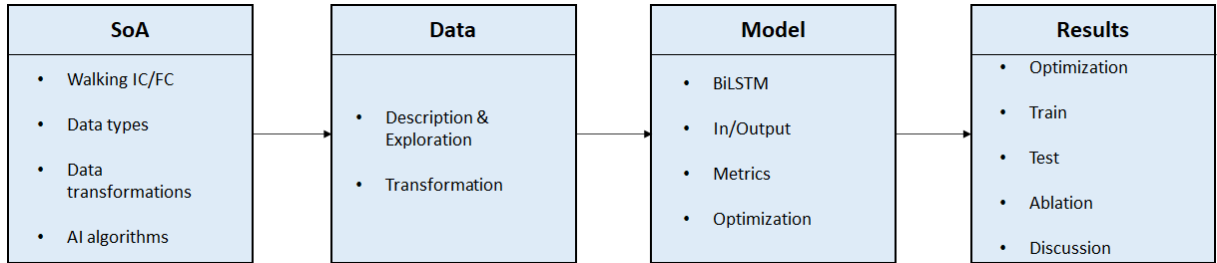 SoA
• Walking IC/FC
• Data types
• Data
transformations
• AI algorithms
Data
• Description &
Exploration
• Transformation
Model
• BiLSTM
• In/Output
• Metrics
• Optimization
Results
• Optimization
• Train
• Test
• Ablation
• Discussion